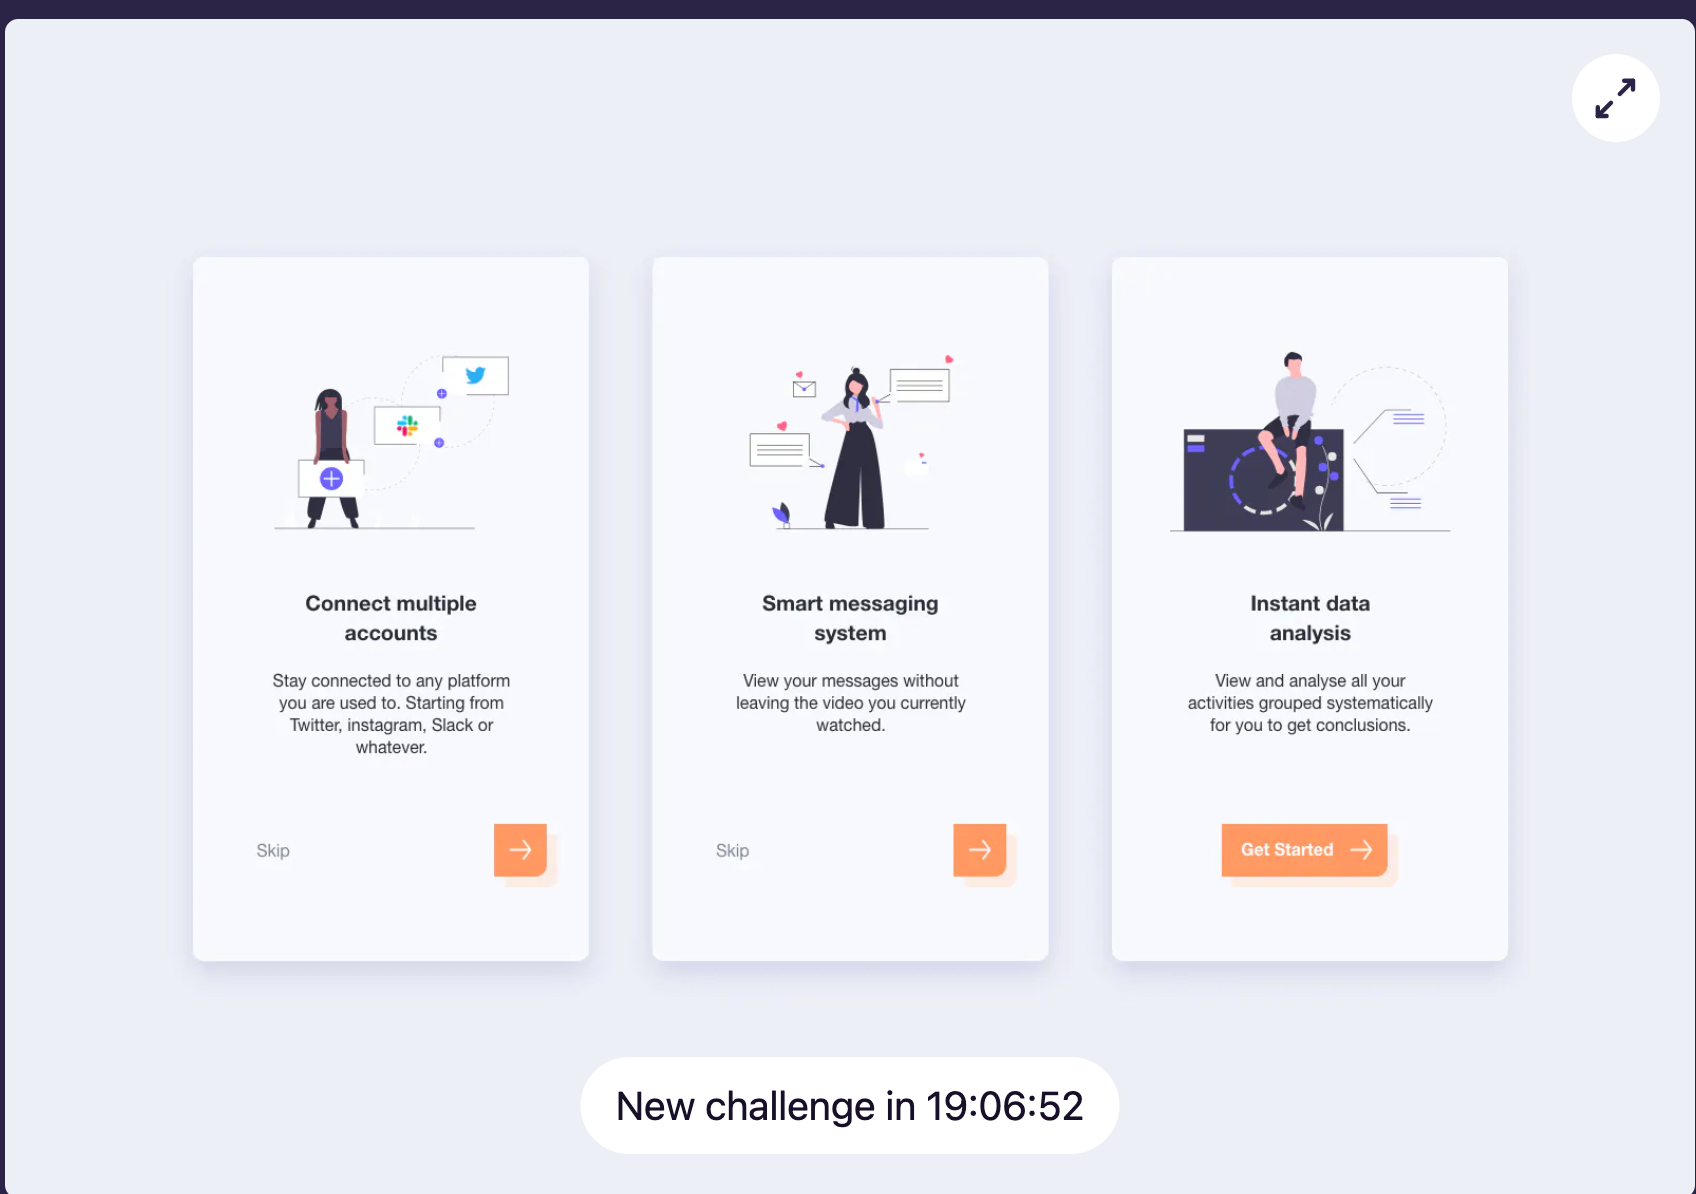 Connect multiple
accounts
Stay connected to any platform
you are used to. Starting from
Twitter, instagram, Slack or
whatever.
Skip
Smart messaging
system
View your messages without
leaving the video you currently
watched.
Skip
Instant data
analysis
View and analyse all your
activities grouped systematically
for you to get conclusions.
Get Started
New challenge in 19:06:52